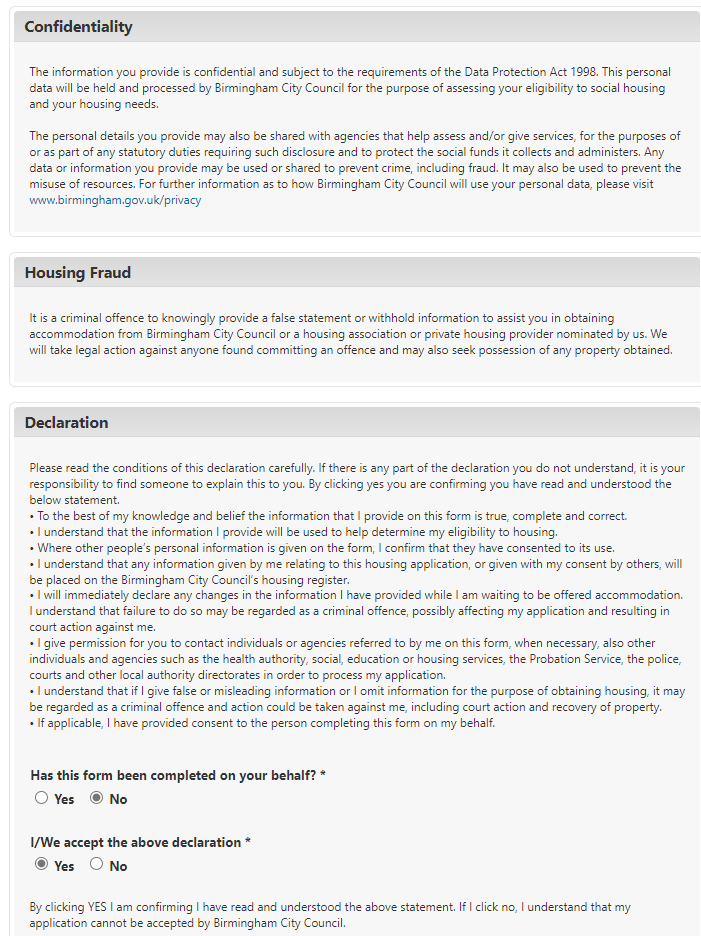 Confidentiality
The information you provide is confidential and subject to the requirements of the Data Protection Act 1998. This personal
data will be held and processed by Birmingham City Council for the purpose of assessing your eligibility to social housing
and your housing needs.
The personal details you provide may also be shared with agencies that help assess and/or give services, for the purposes of
or as part of any statutory duties requiring such disclosure and to protect the social funds it collects and administers. Any
data or information you provide may be used or shared to prevent crime, including fraud. It may also be used to prevent the
misuse of resources. For further information as to how Birmingham City Council will use your personal data, please visit
www.birmingham.gov.uk/privacy
Housing Fraud
It is a criminal offence to knowingly provide a false statement or withhold information to assist you in obtaining
accommodation from Birmingham City Council or a housing association or private housing provider nominated by us. We
will take legal action against anyone found committing an offence and may also seek possession of any property obtained.
Declaration
Please read the conditions of this declaration carefully. If there is any part of the declaration you do not understand, it is your
responsibility to find someone to explain this to you. By clicking yes you are confirming you have read and understood the
below statement.
• To the best of my knowledge and belief the information that I provide on this form is true, complete and correct.
• I understand that the information I provide will be used to help determine my eligibility to housing.
• Where other people's personal information is given on the form, I confirm that they have consented to its use.
• I understand that any information given by me relating to this housing application, or given with my consent by others, will
be placed on the Birmingham City Council's housing register.
• I will immediately declare any changes in the information I have provided while I am waiting to be offered accommodation.
I understand that failure to do so may be regarded as a criminal offence, possibly affecting my application and resulting in
court action against me.
• I give permission for you to contact individuals or agencies referred to by me on this form, when necessary, also other
individuals and agencies such as the health authority, social, education or housing services, the Probation Service, the police,
courts and other local authority directorates in order to process my application.
• I understand that if I give false or misleading information or I omit information for the purpose of obtaining housing, it may
be regarded as a criminal offence and action could be taken against me, including court action and recovery of property.
• If applicable, I have provided consent to the person completing this form on my behalf.
Has this form been completed on your behalf? *
Yes No
I/We accept the above declaration *
Yes No
By clicking YES I am confirming I have read and understood the above statement. If I click no, I understand that my
application cannot be accepted by Birmingham City Council.